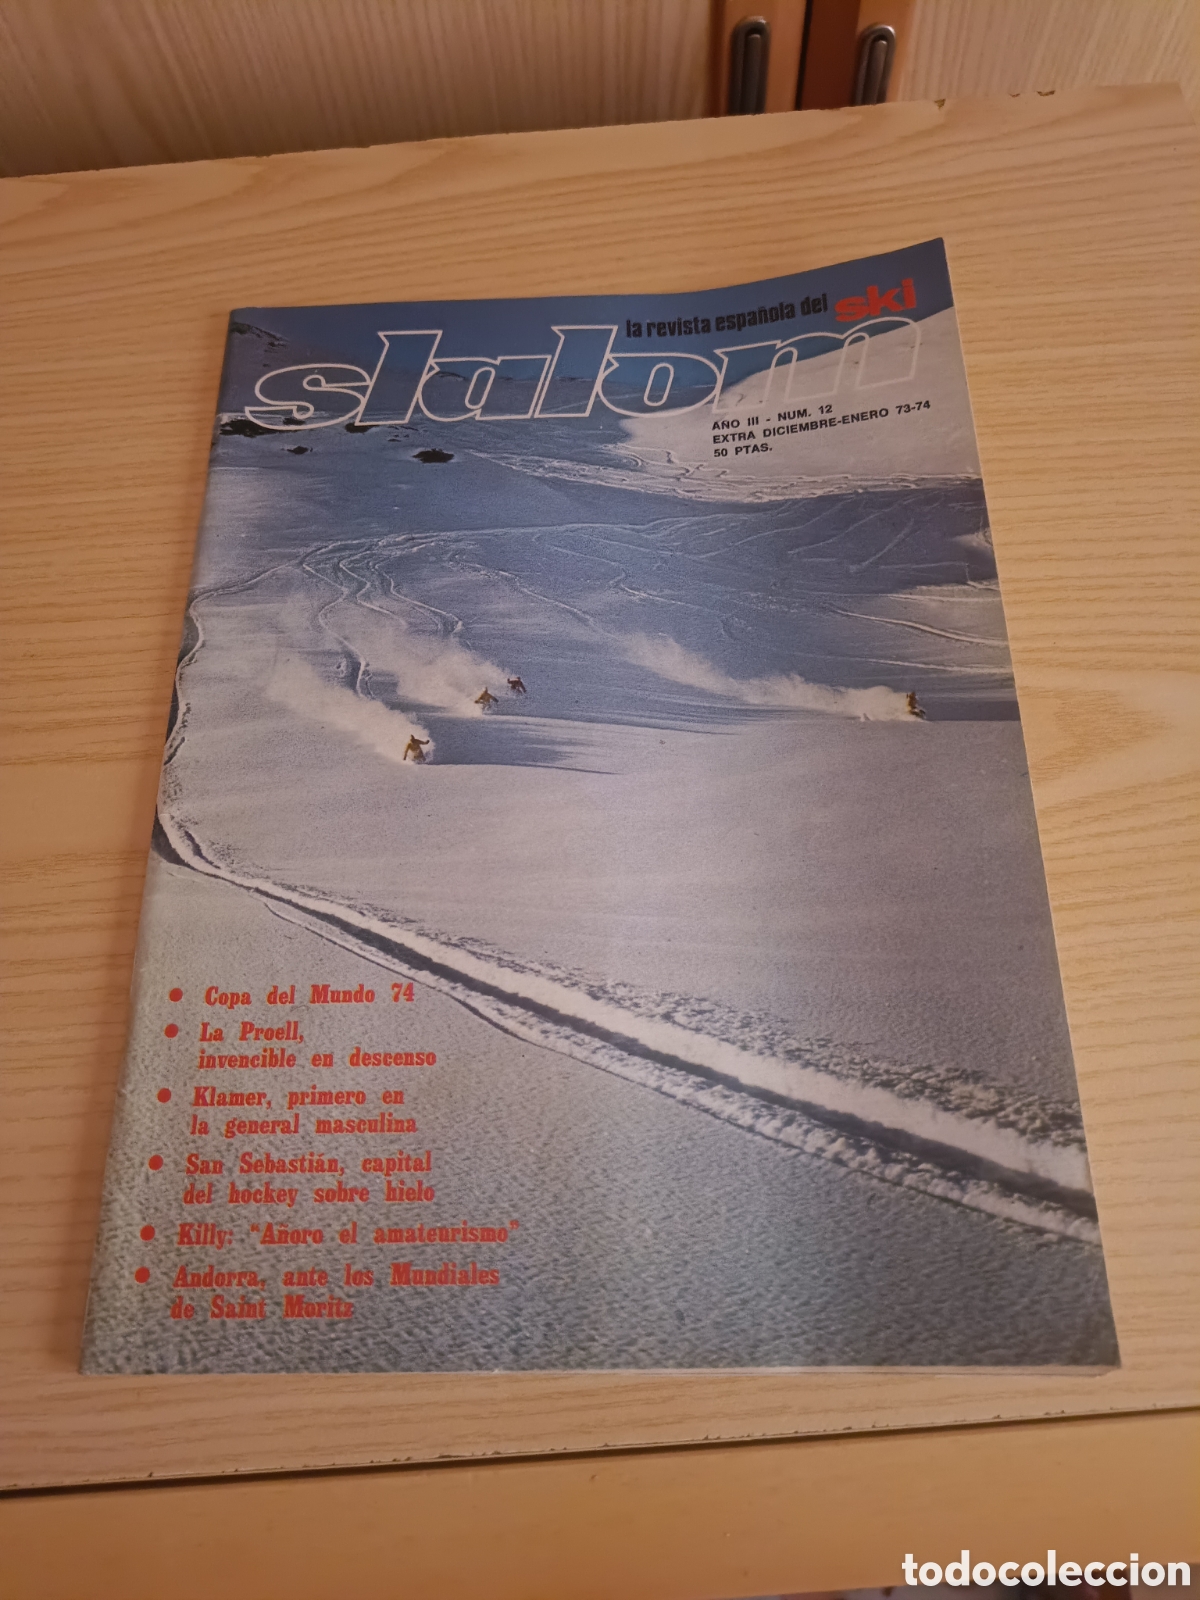 la revista española del ski
slalom
AÑO III - NUM. 12
EXTRA DICIEMBRE-ENERO 73-74
50 PTAS.
• Copa del Mundo 74
• La Proell,
invencible en descenso
• Klamer, primero en
la general masculina
• San Sebastián, capital
del hockey sobre hielo
• Killy: "Añoro el amateurismo"
• Andorra, ante los Mundiales
de Saint Moritz
todocoleccion